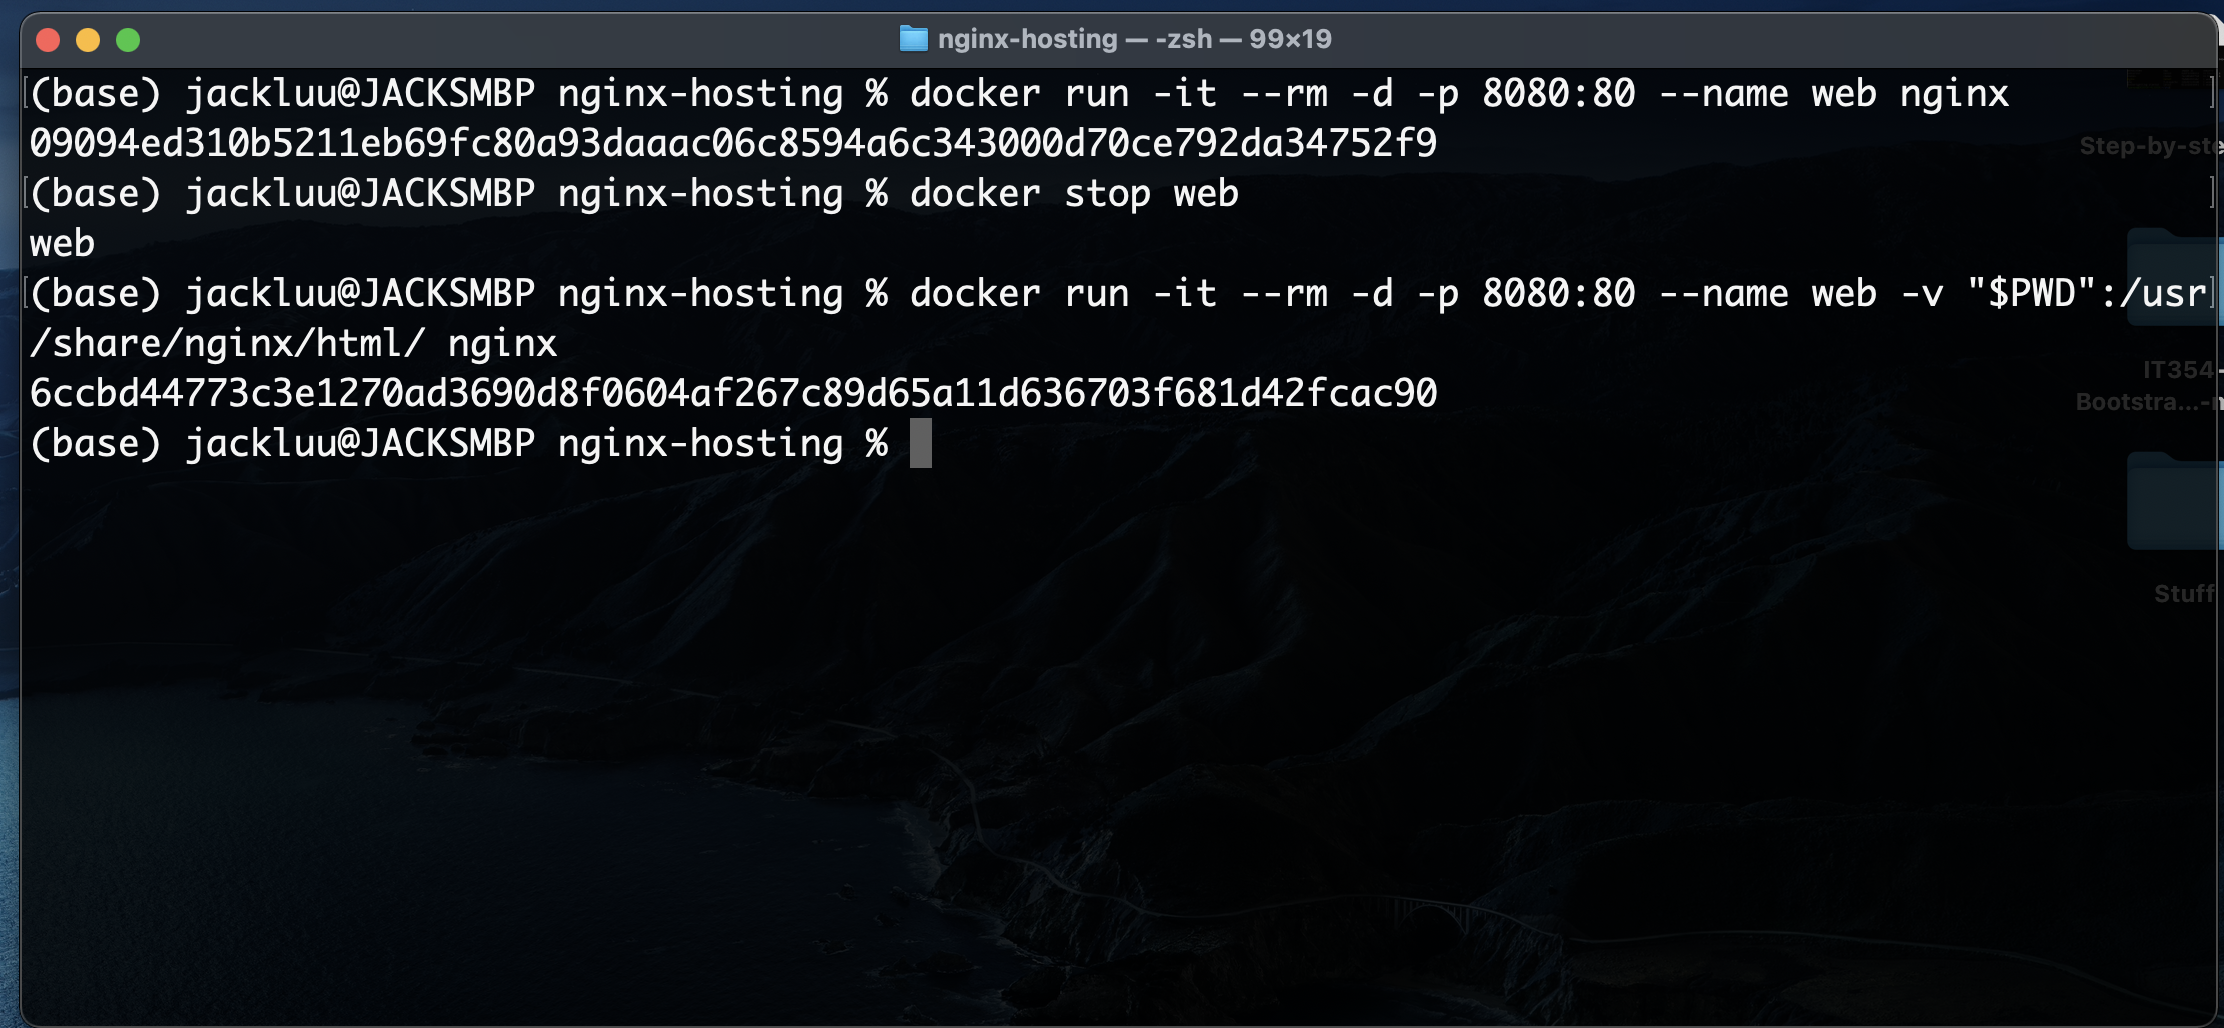 nginx-hosting — -zsh — 99×19
(base) jackluu@JACKSMBP nginx-hosting % docker run -it --rm -d -p 8080:80 --name web nginx
09094ed310b5211eb69fc80a93daaac06c8594a6c343000d70ce792da34752f9
(base) jackluu@JACKSMBP nginx-hosting % docker stop web
web
(base) jackluu@JACKSMBP nginx-hosting % docker run -it --rm -d -p 8080:80 --name web -v "$PWD":/usr
/share/nginx/html/ nginx
6ccbd44773c3e1270ad3690d8f0604af267c89d65a11d636703f681d42fcac90
(base) jackluu@JACKSMBP nginx-hosting %
Step-by-ste
IT354-
Bootstra...-n
Stuff